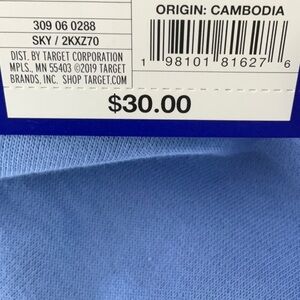 309 06 0288
SKY / 2KXZ70
DIST. BY TARGET CORPORATION
MPLS., MN 55403 ©2019 TARGET
BRANDS, INC. SHOP TARGET.COM
ORIGIN: CAMBODIA
1 98101 81627 6
$30.00